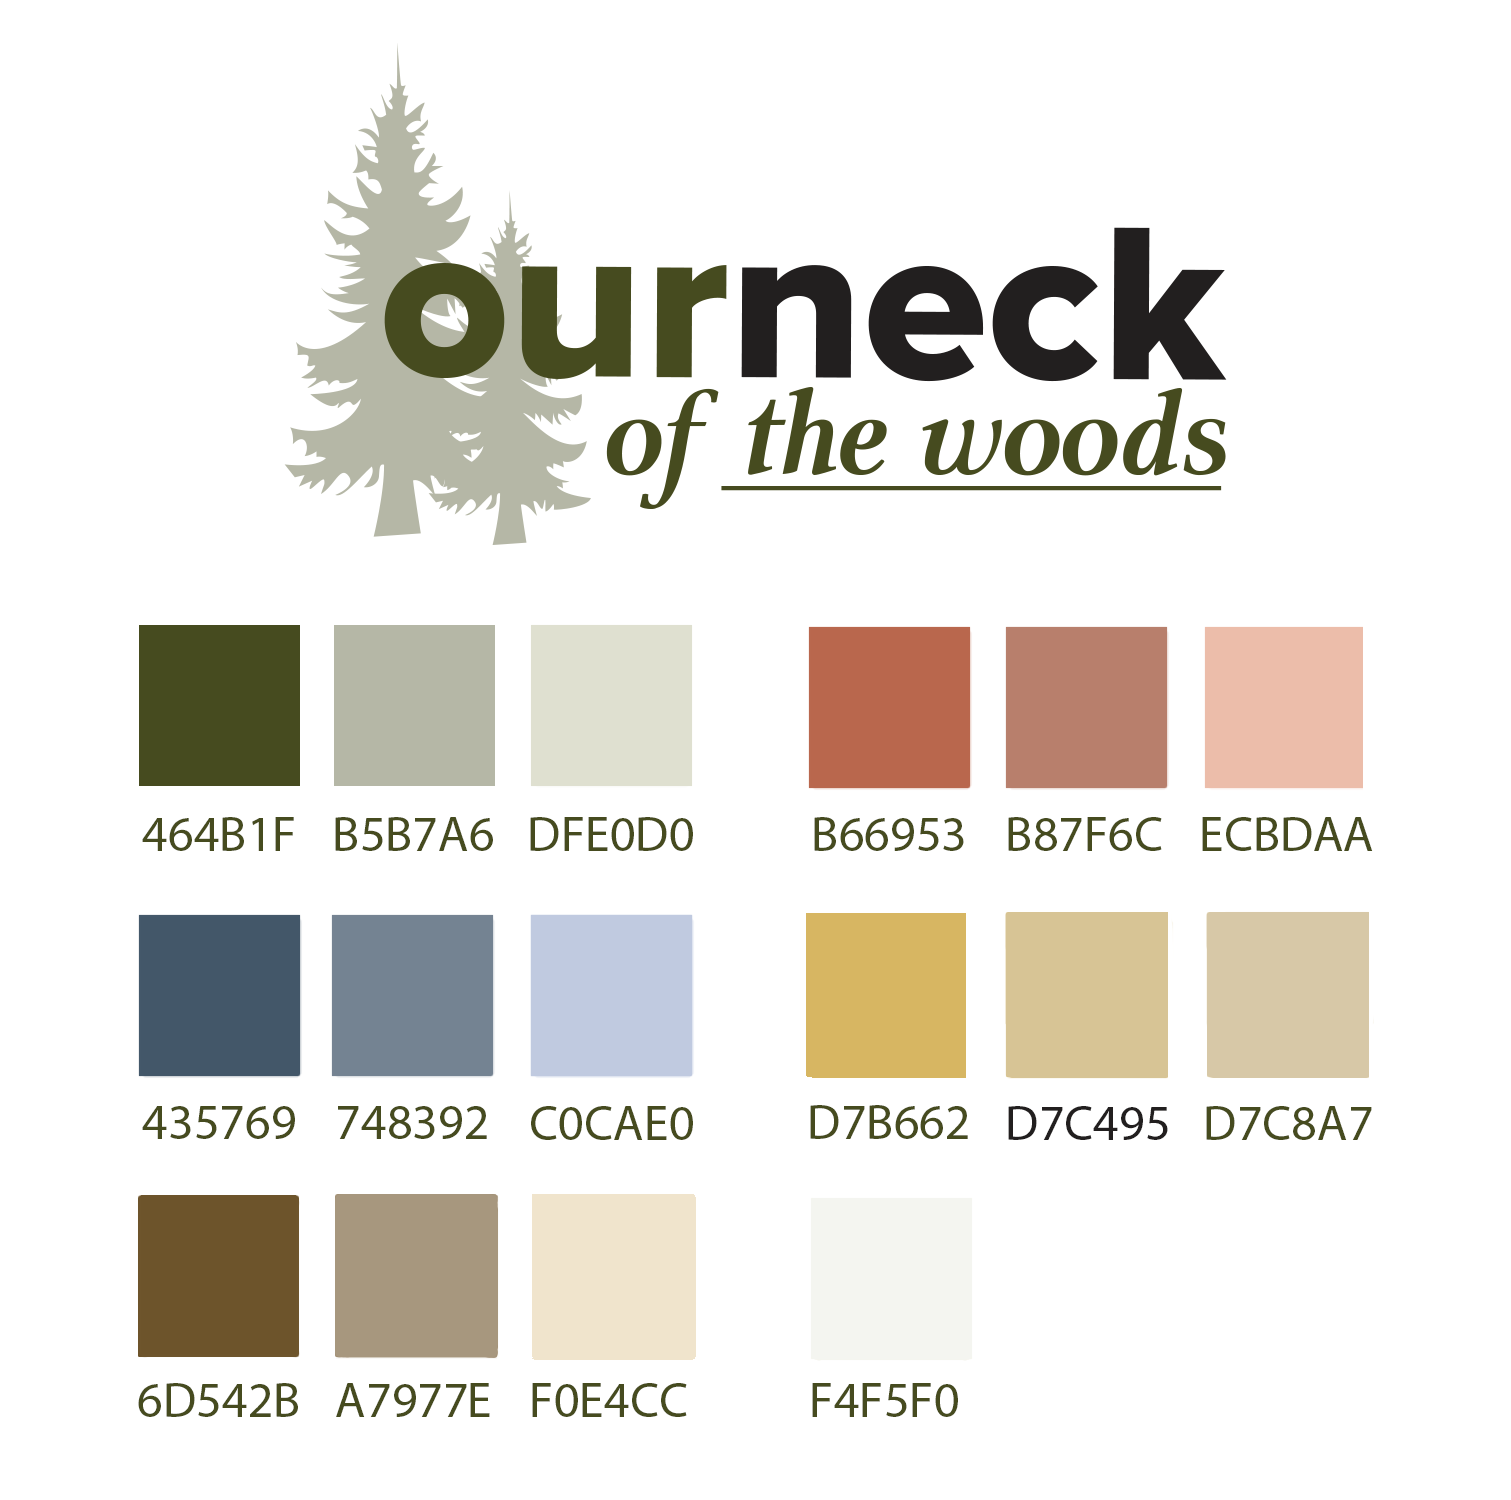 ourneck
of the woods
464B1F B5B7A6 DFE0D0 B66953 B87F6C ECBDAA
435769 748392 C0CAE0 D7B662 D7C495 D7C8A7
6D542B A7977E F0E4CC F4F5F0